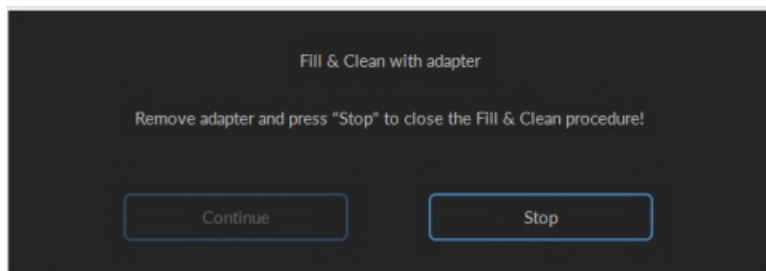 Fill & Clean with adapter
Remove adapter and press "Stop" to close the Fill & Clean procedure!
Continue
Stop